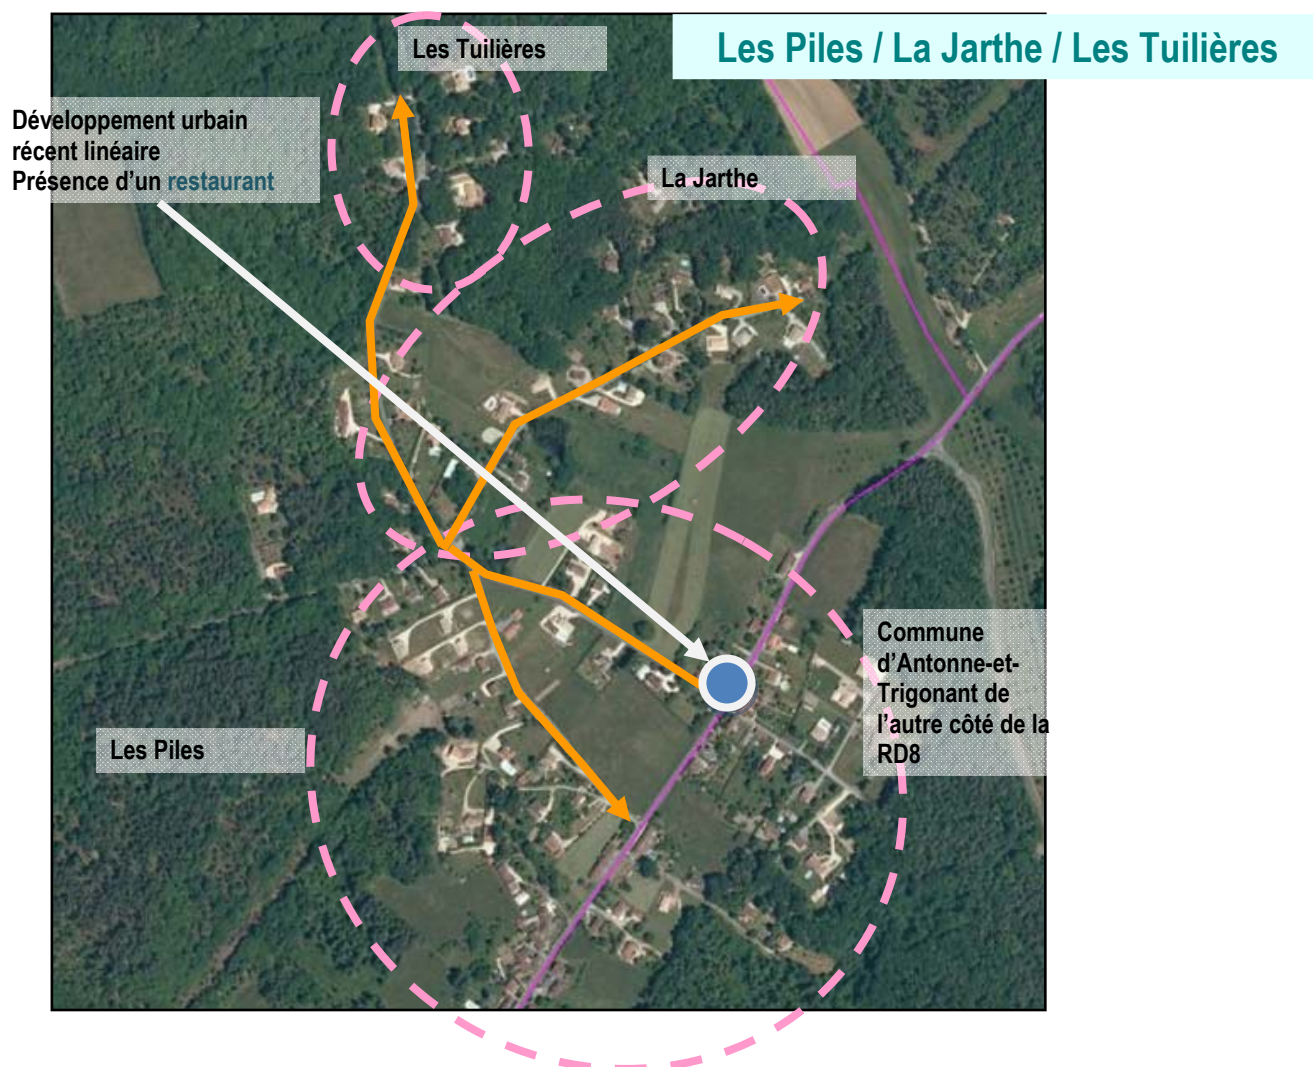 Les Piles / La Jarthe / Les Tuilières
Les Tuilières
Développement urbain
récent linéaire
Présence d’un restaurant
La Jarthe
Commune
d’Antonne-et-
Trigonant de
l’autre côté de la
RD8
Les Piles